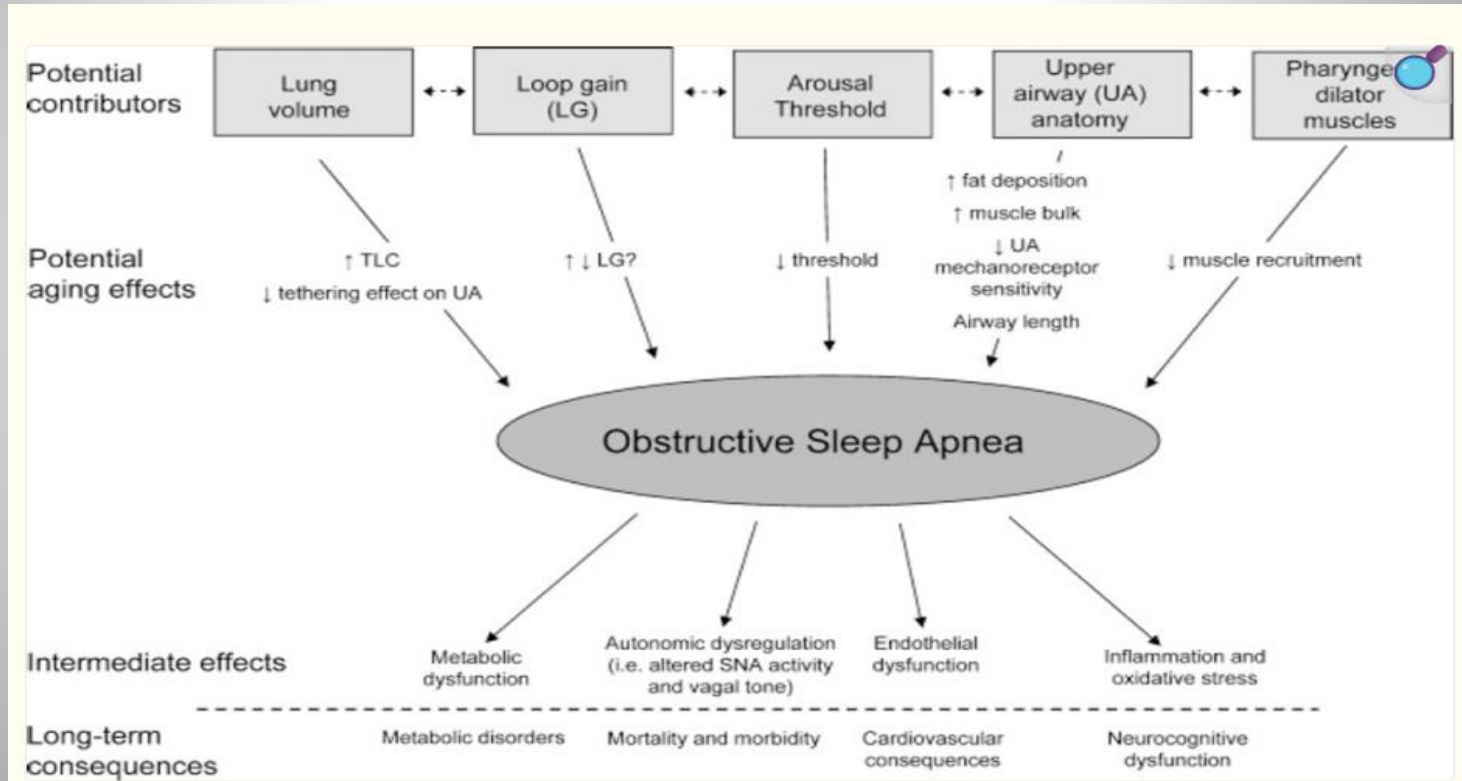 Potential
contributors
Lung
volume
Loop gain
(LG)
Arousal
Threshold
Upper
airway (UA)
anatomy
dilator
muscles
Potential
aging effects
↑ TLC
↓ tethering effect on UA
↑ ↓ LG?
↓ threshold
↑ fat deposition
↑ muscle bulk
↓ UA
mechanoreceptor
sensitivity
Airway length
↓ muscle recruitment
Obstructive Sleep Apnea
Intermediate effects
Metabolic
dysfunction
Autonomic dysregulation
(i.e. altered SNA activity
and vagal tone)
Endothelial
dysfunction
Inflammation and
oxidative stress
Long-term
consequences
Metabolic disorders
Mortality and morbidity
Cardiovascular
consequences
Neurocognitive
dysfunction